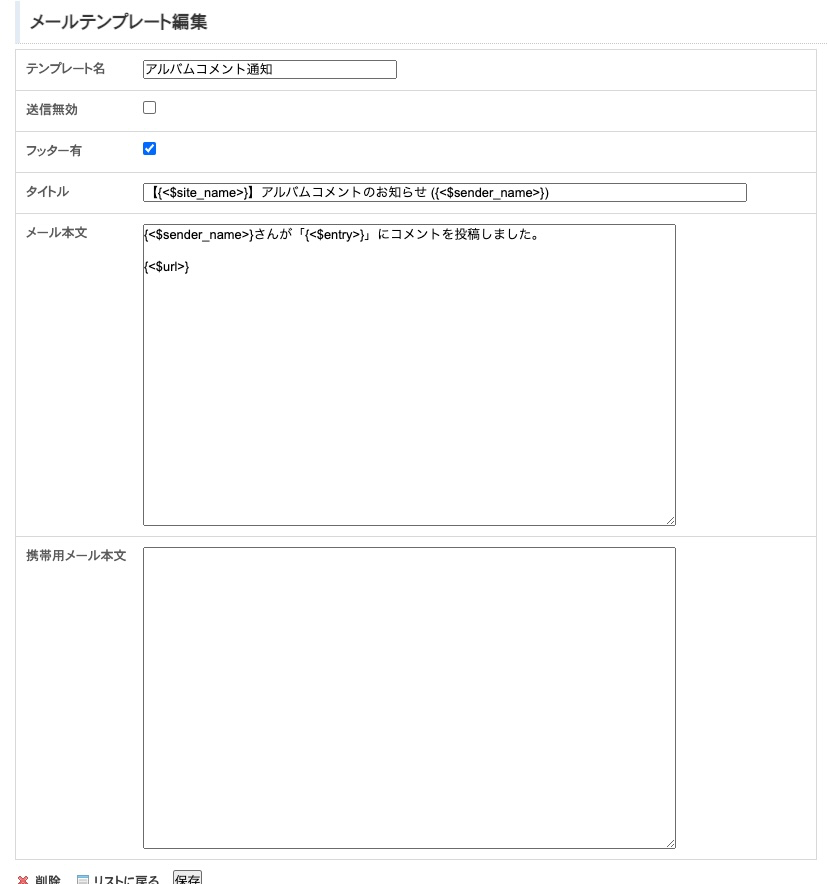 メールテンプレート編集
テンプレート名 アルバムコメント通知
送信無効
フッター有
タイトル 【{<$site_name>}】アルバムコメントのお知らせ ({<$sender_name>})
メール本文 {<$sender_name>}さんが「{<$entry>}」にコメントを投稿しました。
{<$url>}
携帯用メール本文
削除 リストに戻る 保存